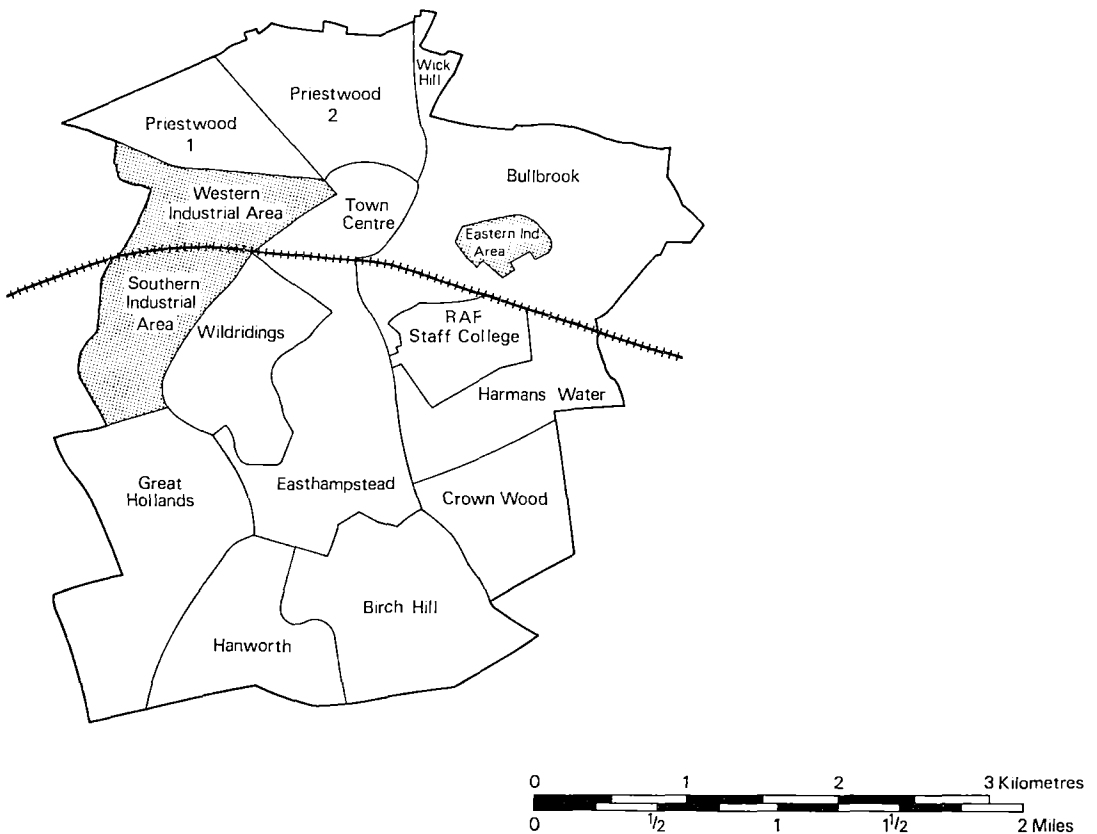 Wick
Hill
Priestwood
2
Priestwood
1
Bullbrook
Western
Industrial Area
Town
Centre
Eastern Ind.
Area
Southern
Industrial
Area
RAF
Staff College
Wildridings
Harmans Water
Great
Hollands
Easthampstead
Crown Wood
Birch Hill
Hanworth
0 1 2 3 Kilometres
0 1/2 1 1 1/2 2 Miles